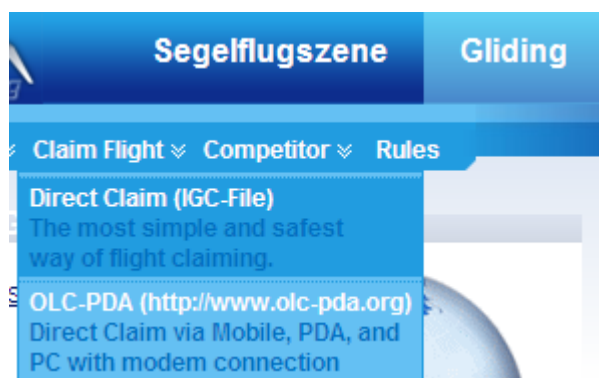 Segelflugszene Gliding
Claim Flight Competitor Rules
Direct Claim (IGC-File)
The most simple and safest
way of flight claiming.
OLC-PDA (http://www.olc-pda.org)
Direct Claim via Mobile, PDA, and
PC with modem connection